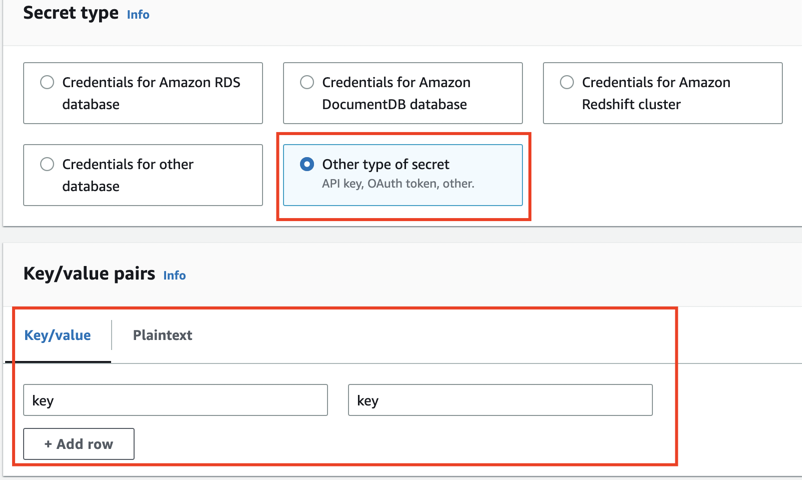 Secret type Info
Credentials for Amazon RDS
database
Credentials for Amazon
DocumentDB database
Credentials for Amazon
Redshift cluster
Credentials for other
database
Other type of secret
API key, OAuth token, other.
Key/value pairs Info
Key/value Plaintext
key key
+ Add row